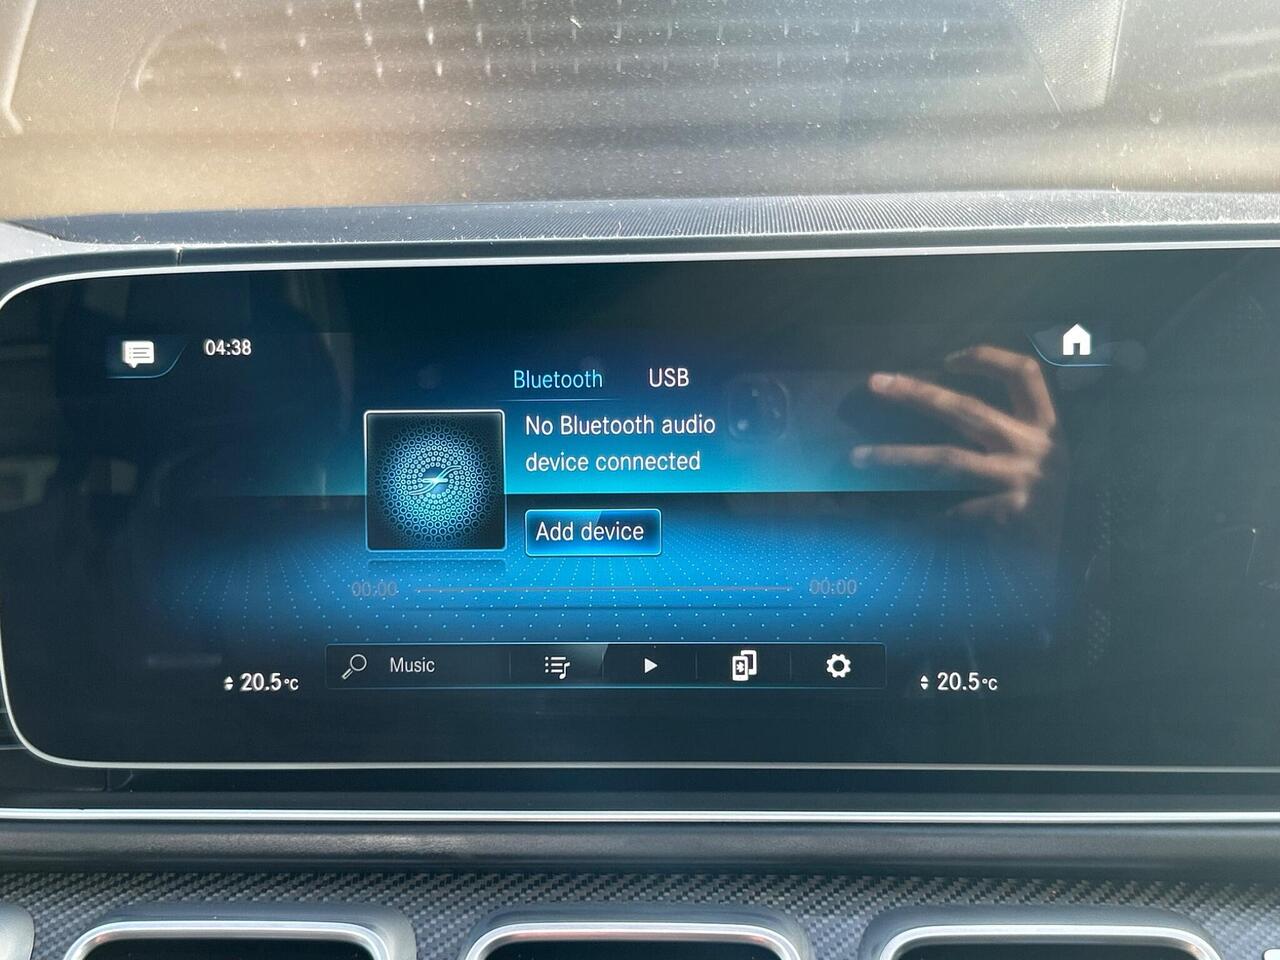 04:38
Bluetooth USB
No Bluetooth audio
device connected
Add device
00:00 00:00
Music
20.5°C 20.5°C